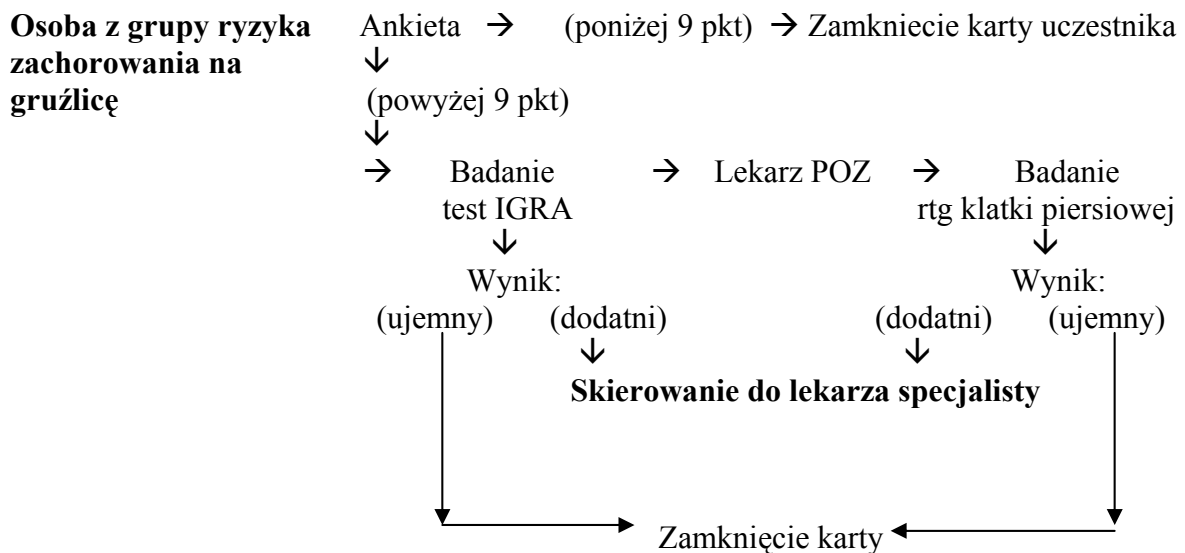 Osoba z grupy ryzyka Ankieta → (poniżej 9 pkt) → Zamkniecie karty uczestnika
zachorowania na ↓
gruźlicę (powyżej 9 pkt)
↓
→ Badanie → Lekarz POZ → Badanie
test IGRA rtg klatki piersiowej
↓ ↓
Wynik: Wynik:
(ujemny) (dodatni) (dodatni) (ujemny)
↓ ↓
Skierowanie do lekarza specjalisty
Zamknięcie karty